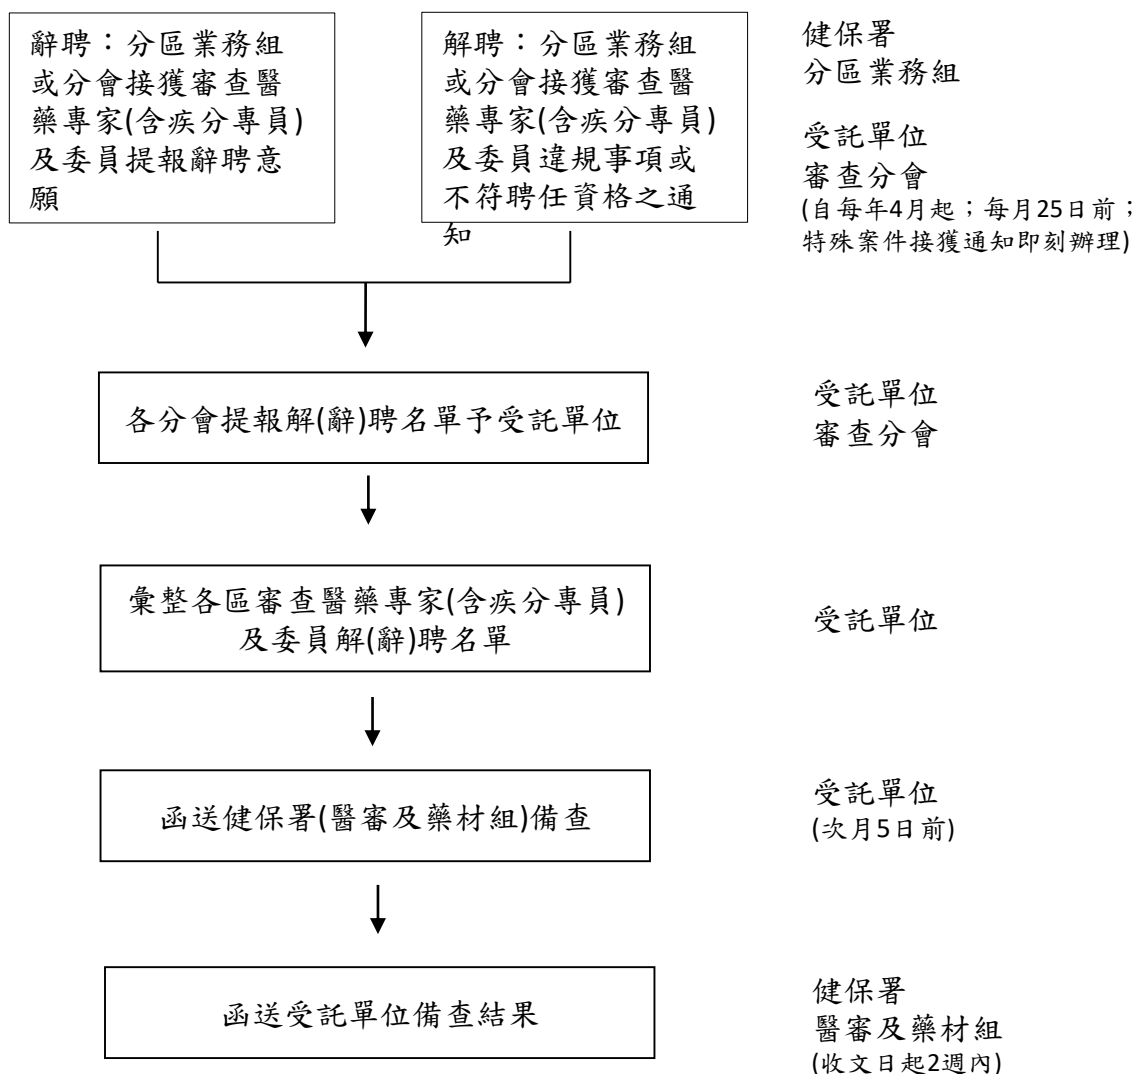 辭聘：分區業務組
或分會接獲審查醫
藥專家(含疾分專員)
及委員提報辭聘意
願
解聘：分區業務組
或分會接獲審查醫
藥專家(含疾分專員)
及委員違規事項或
不符聘任資格之通
知
健保署
分區業務組
受託單位
審查分會
(自每年4月起；每月25日前；
特殊案件接獲通知即刻辦理)
各分會提報解(辭)聘名單予受託單位
受託單位
審查分會
彙整各區審查醫藥專家(含疾分專員)
及委員解(辭)聘名單
受託單位
函送健保署(醫審及藥材組)備查
受託單位
(次月5日前)
函送受託單位備查結果
健保署
醫審及藥材組
(收文日起2週內)